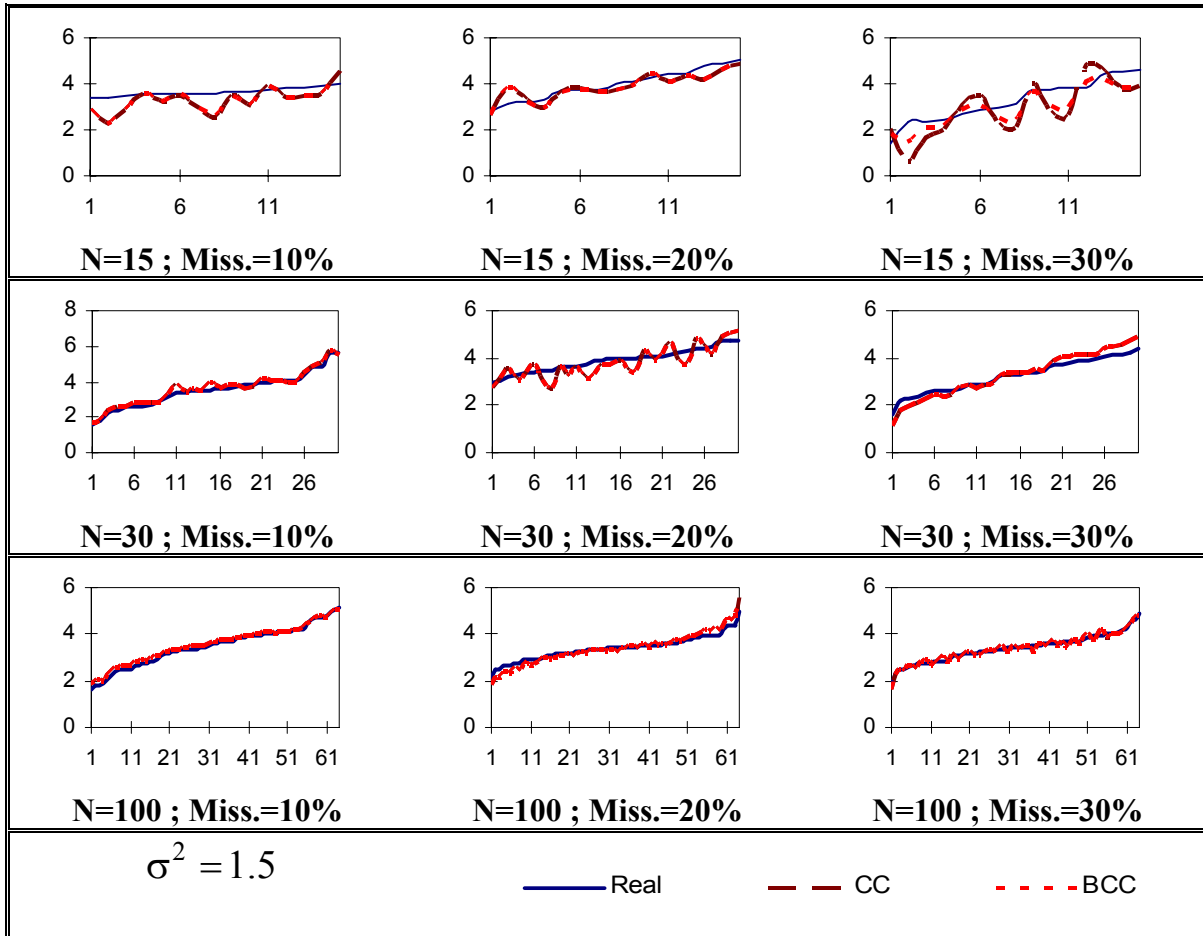 6 6 6
4 4 4
2 2 2
0 0 0
1 6 11 1 6 11 1 6 11
N=15 ; Miss.=10% N=15 ; Miss.=20% N=15 ; Miss.=30%
8 6 6
6 4 4
4 2 2
2 0 0
0
1 6 11 16 21 26 1 6 11 16 21 26 1 6 11 16 21 26
N=30 ; Miss.=10% N=30 ; Miss.=20% N=30 ; Miss.=30%
6 6 6
4 4 4
2 2 2
0 0 0
1 11 21 31 41 51 61 1 11 21 31 41 51 61 1 11 21 31 41 51 61
N=100 ; Miss.=10% N=100 ; Miss.=20% N=100 ; Miss.=30%
σ² = 1.5
Real CC BCC